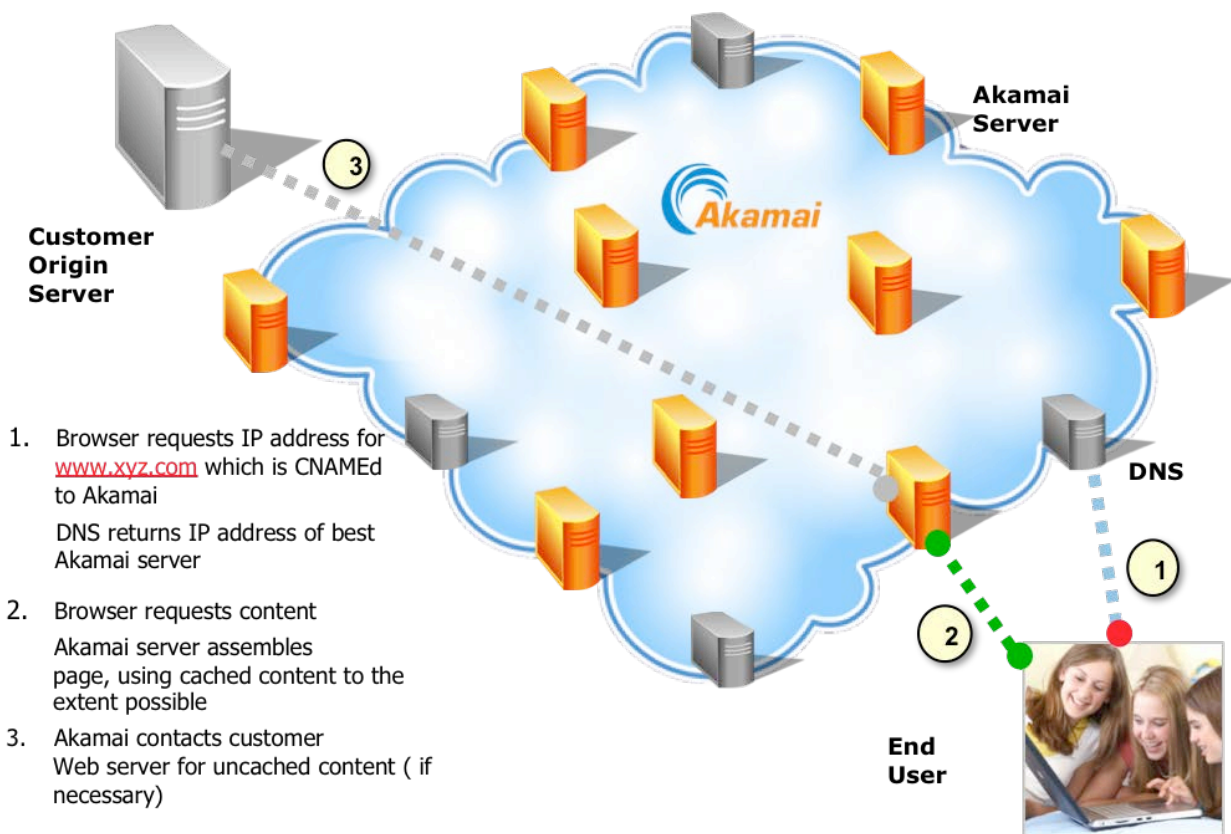 Akamai
Server
3
Akamai
Customer
Origin
Server
1. Browser requests IP address for
www.xyz.com which is CNAMEd
to Akamai
DNS returns IP address of best
Akamai server
2. Browser requests content
Akamai server assembles
page, using cached content to the
extent possible
3. Akamai contacts customer
Web server for uncached content ( if
necessary)
DNS
1
2
End
User